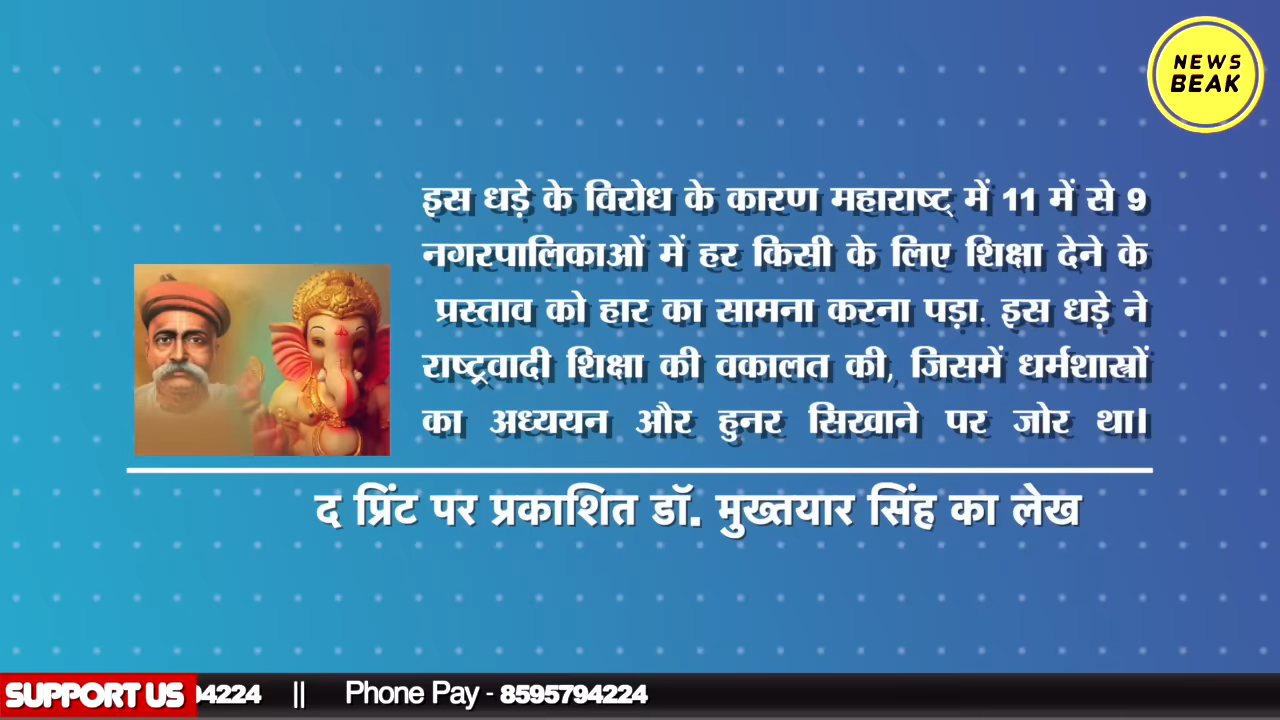 NEWS
BEAK
इस धड़े के विरोध के कारण महाराष्ट् में 11 में से 9
नगरपालिकाओं में हर किसी के लिए शिक्षा देने के
प्रस्ताव को हार का सामना करना पड़ा. इस धड़े ने
राष्ट्रवादी शिक्षा की वकालत की, जिसमें धर्मशास्त्रों
का अध्ययन और हुनर सिखाने पर जोर था।
द प्रिंट पर प्रकाशित डॉ. मुख्तयार सिंह का लेख
SUPPORT US 94224 || Phone Pay - 8595794224